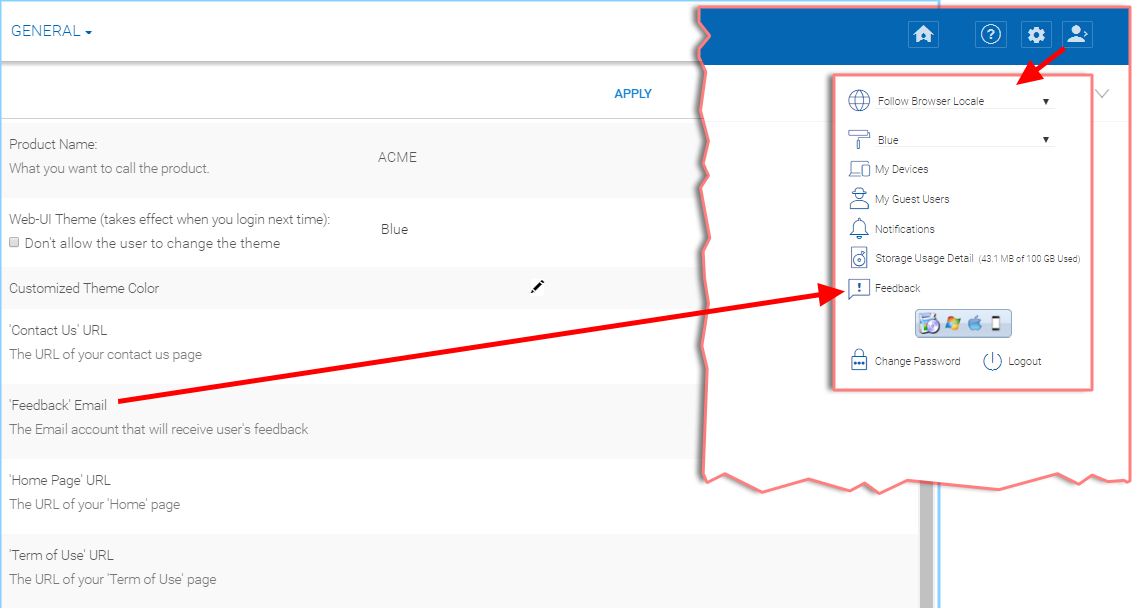 GENERAL
APPLY
Product Name:
What you want to call the product.
ACME
Web-UI Theme (takes effect when you login next time):
Don't allow the user to change the theme
Blue
Customized Theme Color
'Contact Us' URL
The URL of your contact us page
'Feedback' Email
The Email account that will receive user's feedback
'Home Page' URL
The URL of your 'Home' page
'Term of Use' URL
The URL of your 'Term of Use' page
Follow Browser Locale
Blue
My Devices
My Guest Users
Notifications
Storage Usage Detail (43.1 MB of 100 GB Used)
Feedback
Change Password
Logout